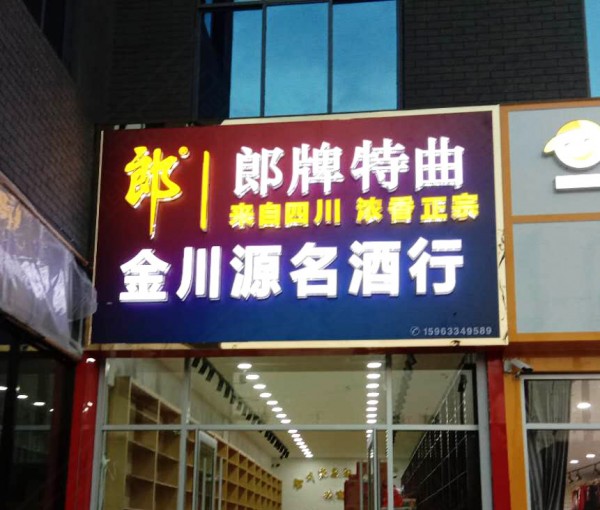 郎
郎牌特曲
来自四川 浓香正宗
金川源名酒行
15963349589